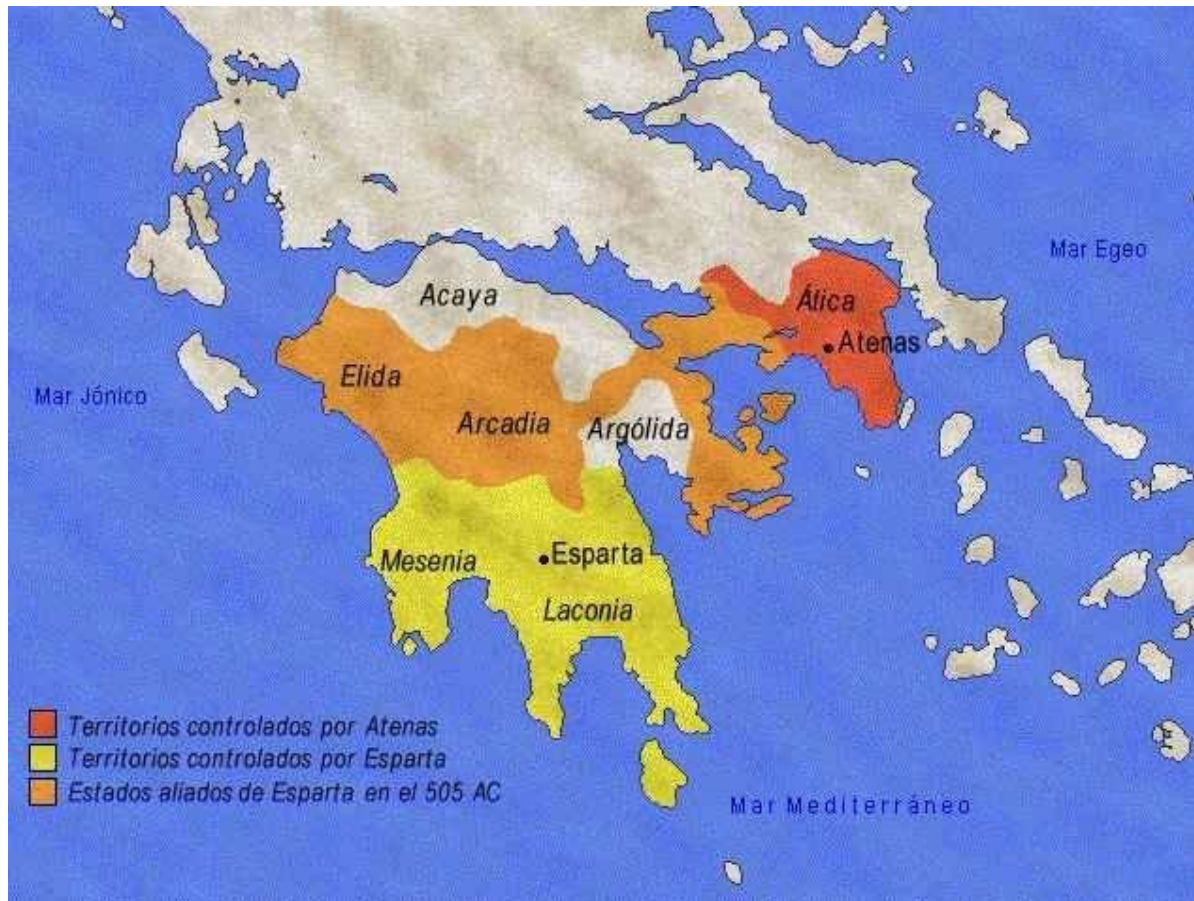 Mar Egeo
Acaya
Ática
Atenas
Elida
Mar Jónico
Arcadia
Argólida
Esparta
Mesenia
Laconia
Territorios controlados por Atenas
Territorios controlados por Esparta
Estados aliados de Esparta en el 505 AC
Mar Mediterráneo